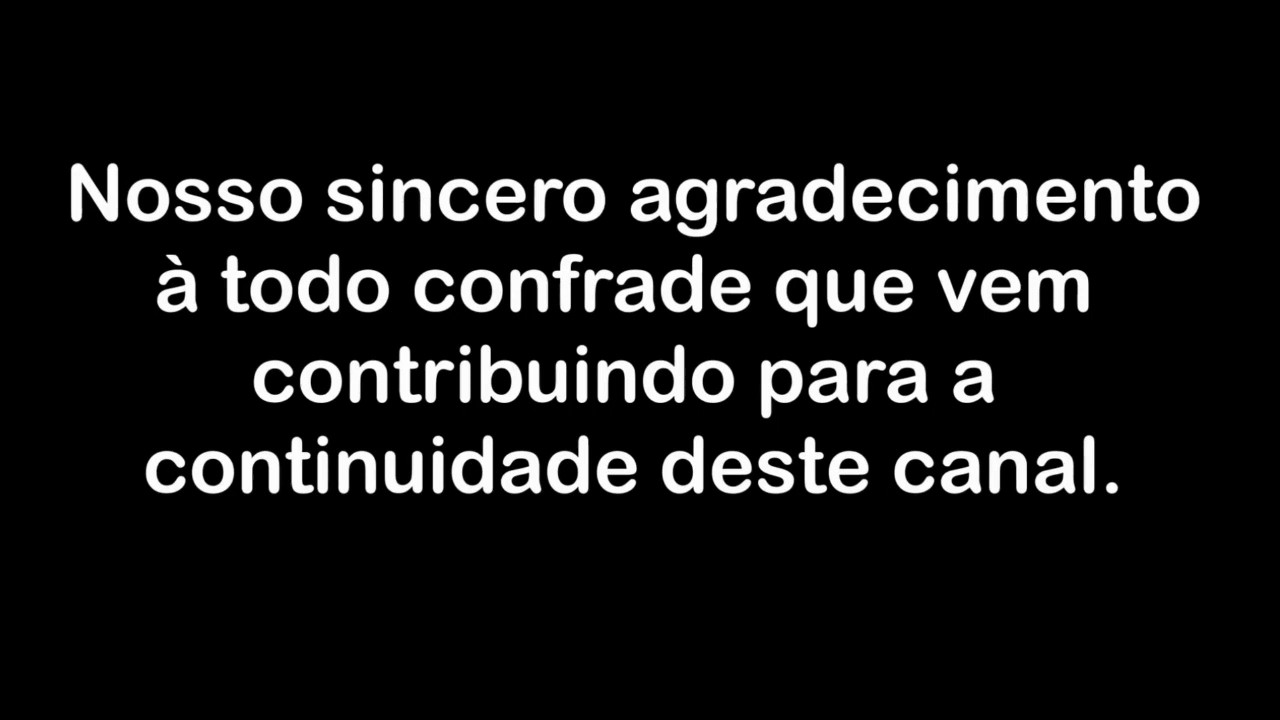 Nosso sincero agradecimento
à todo confrade que vem
contribuindo para a
continuidade deste canal.